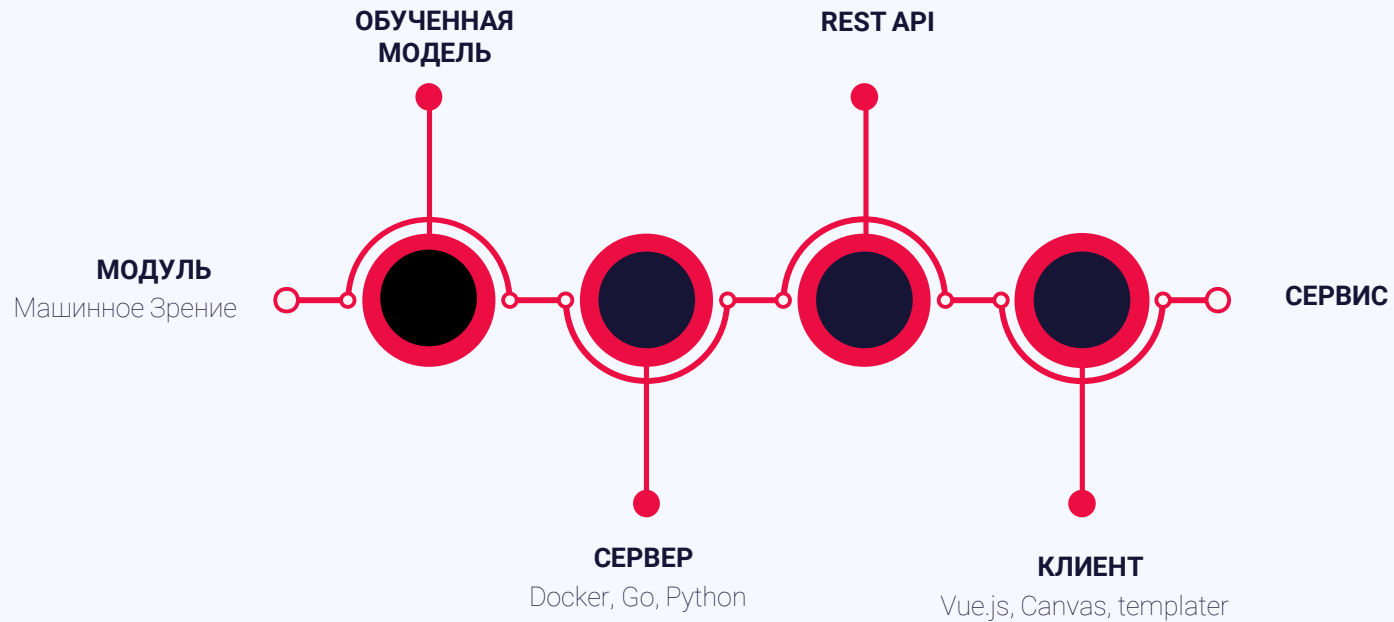 ОБУЧЕННАЯ
МОДЕЛЬ
REST API
МОДУЛЬ
Машинное Зрение
СЕРВИС
СЕРВЕР
Docker, Go, Python
КЛИЕНТ
Vue.js, Canvas, templater